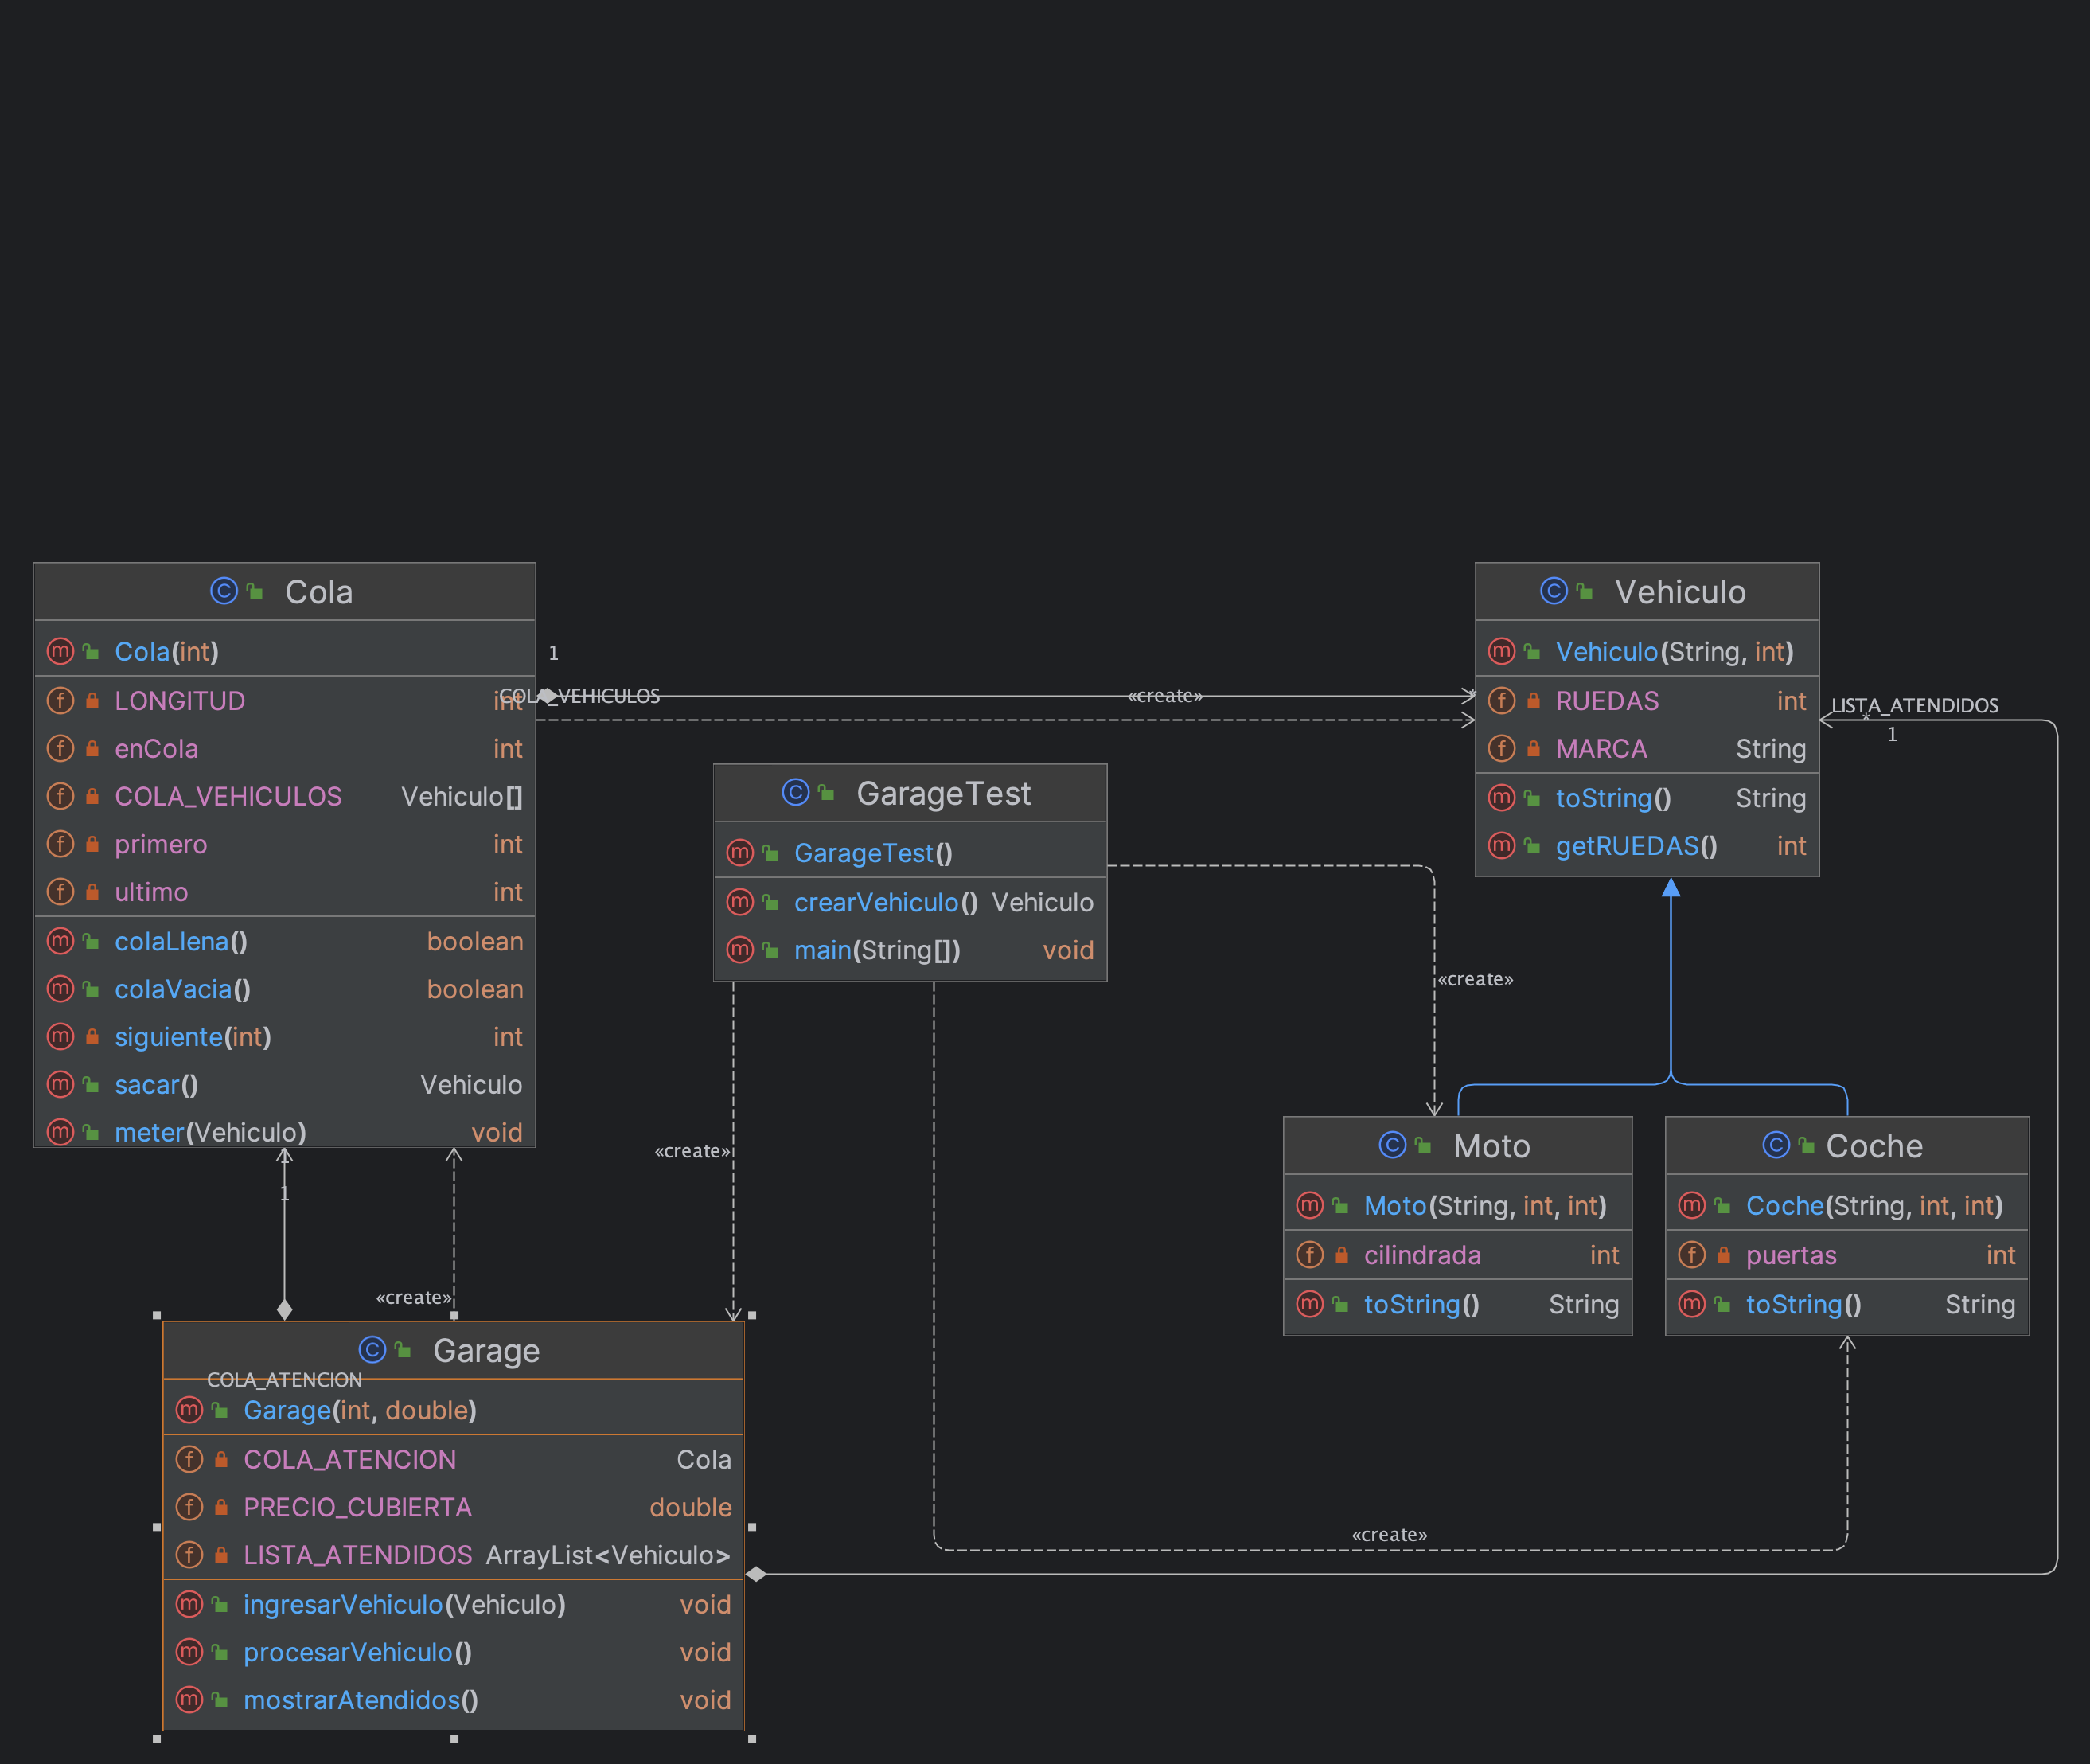 Cola
Cola(int)
LONGITUD int
enCola int
COLA_VEHICULOS Vehiculo[]
primero int
ultimo int
colaLlena() boolean
colaVacia() boolean
siguiente(int) int
sacar() Vehiculo
meter(Vehiculo) void
1
COLA_VEHICULOS
«create»
*
Vehiculo
Vehiculo(String, int)
RUEDAS int
MARCA String
toString() String
getRUEDAS() int
LISTA_ATENDIDOS
*
1
GarageTest
GarageTest()
crearVehiculo() Vehiculo
main(String[]) void
«create»
«create»
1
1
«create»
Moto
Moto(String, int, int)
cilindrada int
toString() String
Coche
Coche(String, int, int)
puertas int
toString() String
Garage
COLA_ATENCION
Garage(int, double)
COLA_ATENCION Cola
PRECIO_CUBIERTA double
LISTA_ATENDIDOS ArrayList<Vehiculo>
ingresarVehiculo(Vehiculo) void
procesarVehiculo() void
mostrarAtendidos() void
«create»